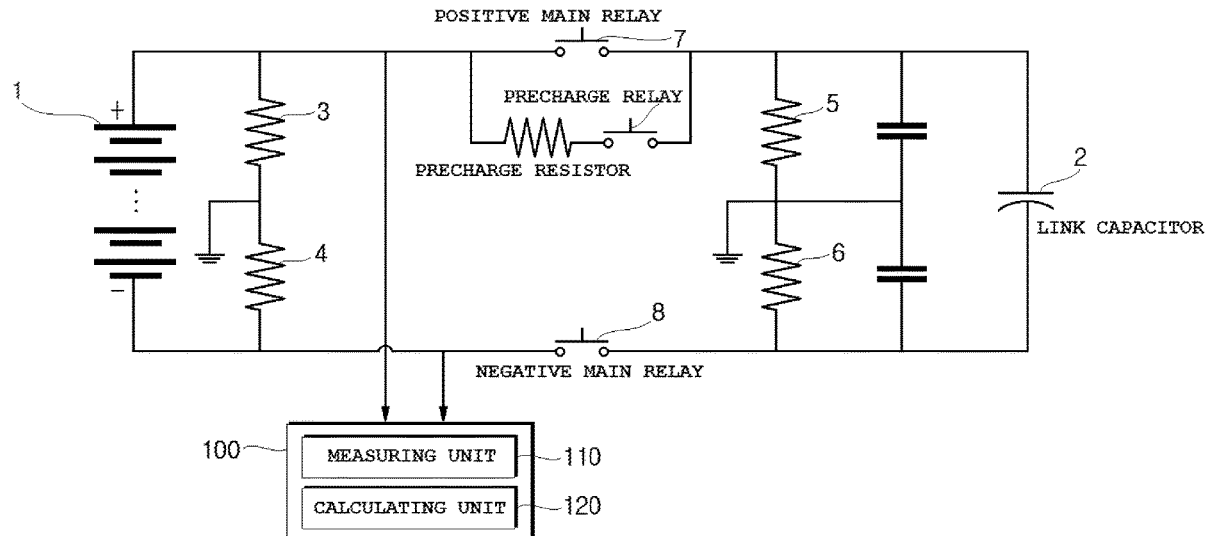 POSITIVE MAIN RELAY
7
1
+
3
PRECHARGE RELAY
5
PRECHARGE RESISTOR
2
LINK CAPACITOR
4
6
−
8
NEGATIVE MAIN RELAY
100
MEASURING UNIT
110
CALCULATING UNIT
120